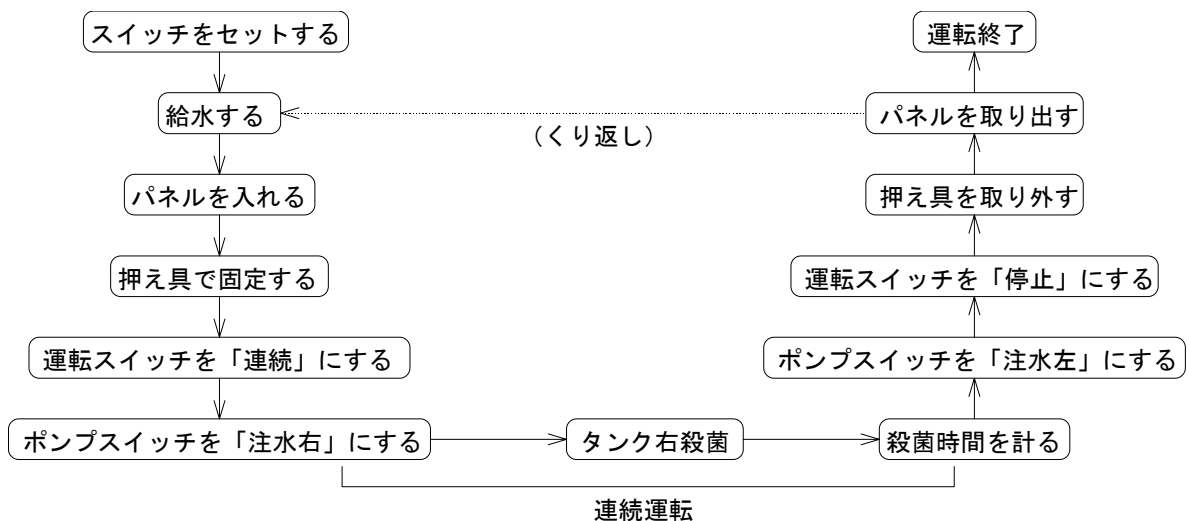 スイッチをセットする
給水する
パネルを入れる
押え具で固定する
運転スイッチを「連続」にする
ポンプスイッチを「注水右」にする
タンク右殺菌
殺菌時間を計る
連続運転
ポンプスイッチを「注水左」にする
運転スイッチを「停止」にする
押え具を取り外す
パネルを取り出す
(くり返し)
運転終了